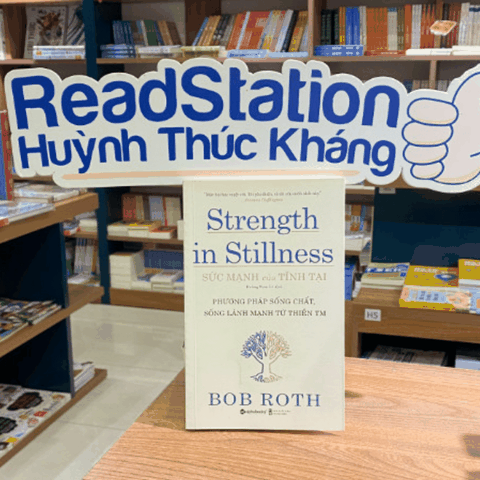 ReadStation
Huỳnh Thúc Kháng
Strength
in Stillness
SỨC MẠNH của TĨNH TẠI
PHƯƠNG PHÁP SỐNG CHẤT,
SỐNG LÀNH MẠNH TỪ THIỀN TM
BOB ROTH
H5